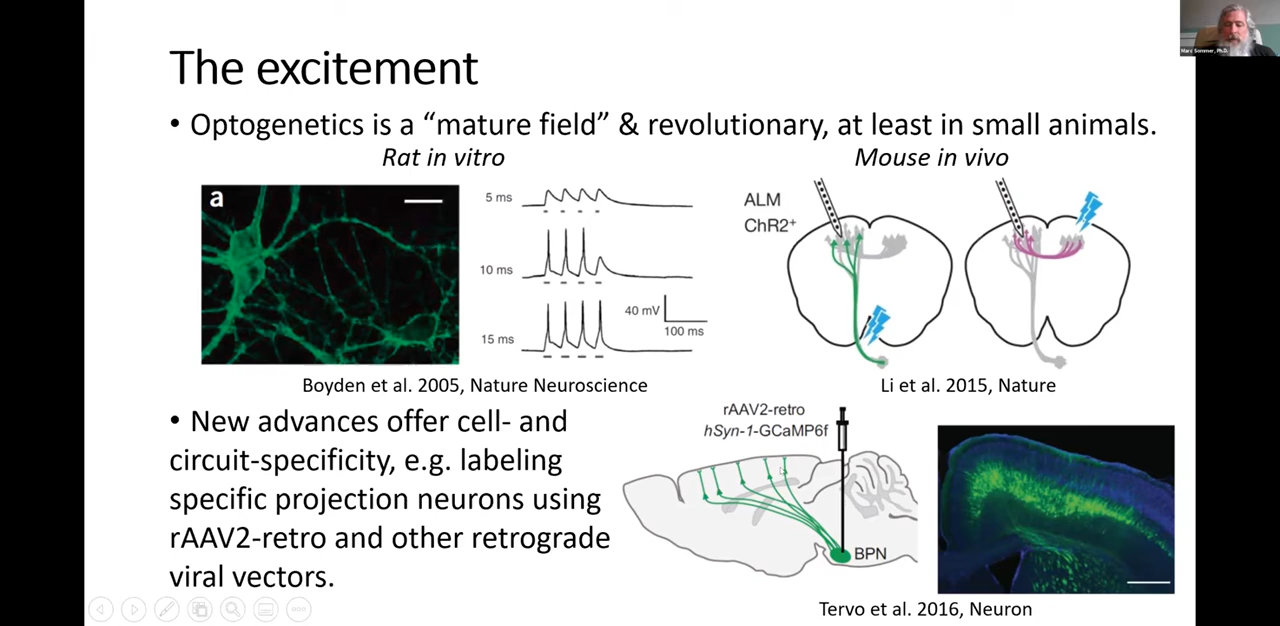 The excitement
• Optogenetics is a “mature field” & revolutionary, at least in small animals.
Rat in vitro
Mouse in vivo
a
5 ms
10 ms
15 ms
40 mV
100 ms
ALM
ChR2+
Boyden et al. 2005, Nature Neuroscience
Li et al. 2015, Nature
• New advances offer cell- and
circuit-specificity, e.g. labeling
specific projection neurons using
rAAV2-retro and other retrograde
viral vectors.
rAAV2-retro
hSyn-1-GCaMP6f
BPN
Tervo et al. 2016, Neuron
Marc Sommer, Ph.D.